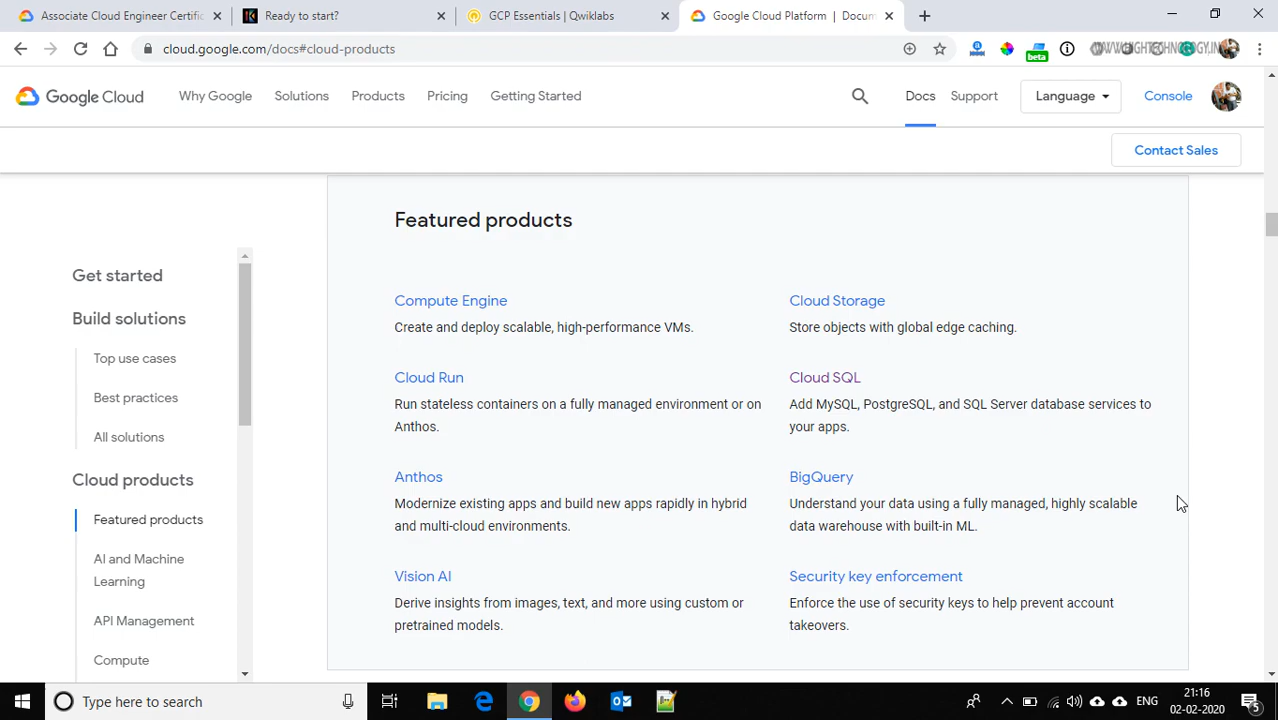 Associate Cloud Engineer Certific
Ready to start?
GCP Essentials | Qwiklabs
Google Cloud Platform | Docum
cloud.google.com/docs#cloud-products
beta
Google Cloud
Why Google
Solutions
Products
Pricing
Getting Started
Docs
Support
Language
Console
Contact Sales
Get started
Build solutions
Top use cases
Best practices
All solutions
Cloud products
Featured products
AI and Machine
Learning
API Management
Compute
Featured products
Compute Engine
Create and deploy scalable, high-performance VMs.
Cloud Storage
Store objects with global edge caching.
Cloud Run
Run stateless containers on a fully managed environment or on
Anthos.
Cloud SQL
Add MySQL, PostgreSQL, and SQL Server database services to
your apps.
Anthos
Modernize existing apps and build new apps rapidly in hybrid
and multi-cloud environments.
BigQuery
Understand your data using a fully managed, highly scalable
data warehouse with built-in ML.
Vision AI
Derive insights from images, text, and more using custom or
pretrained models.
Security key enforcement
Enforce the use of security keys to help prevent account
takeovers.
Type here to search
ENG
21:16
02-02-2020
5